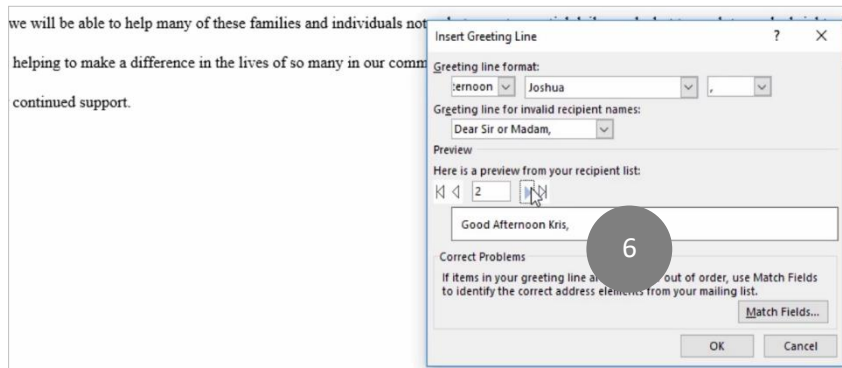 we will be able to help many of these families and individuals not
helping to make a difference in the lives of so many in our comm
continued support.
Insert Greeting Line ? X
Greeting line format:
ernoon Joshua ,
Greeting line for invalid recipient names:
Dear Sir or Madam,
Preview
Here is a preview from your recipient list:
2
Good Afternoon Kris,
6
Correct Problems
If items in your greeting line out of order, use Match Fields
to identify the correct address elements from your mailing list.
Match Fields...
OK Cancel